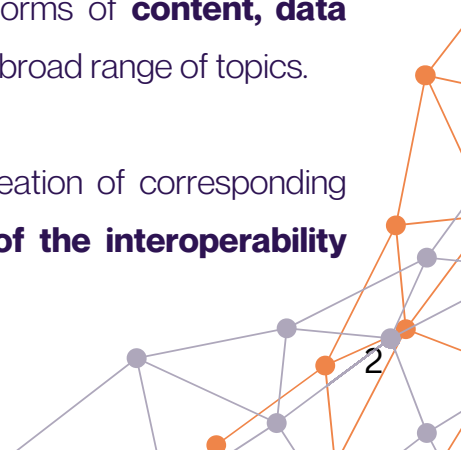 orms of content, data
broad range of topics.
eation of corresponding
of the interoperability
2